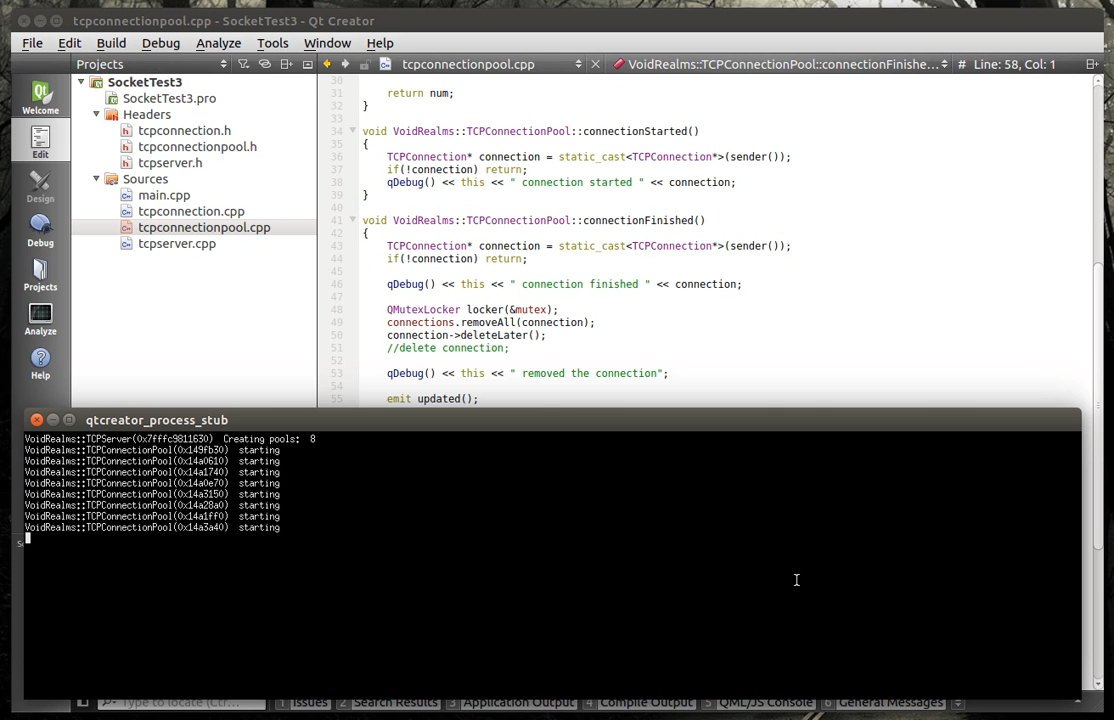 tcpconnectionpool.cpp - SocketTest3 - Qt Creator
File Edit Build Debug Analyze Tools Window Help
Projects tcpconnectionpool.cpp VoidRealms::TCPConnectionPool::connectionFinishe... # Line: 58, Col: 1
Welcome
Edit
Design
Debug
Projects
Analyze
Help
SocketTest3
SocketTest3.pro
Headers
tcpconnection.h
tcpconnectionpool.h
tcpserver.h
Sources
main.cpp
tcpconnection.cpp
tcpconnectionpool.cpp
tcpserver.cpp
30
31 return num;
32 }
33
34 void VoidRealms::TCPConnectionPool::connectionStarted()
35 {
36 TCPConnection* connection = static_cast<TCPConnection*>(sender());
37 if(!connection) return;
38 qDebug() << this << " connection started " << connection;
39 }
40
41 void VoidRealms::TCPConnectionPool::connectionFinished()
42 {
43 TCPConnection* connection = static_cast<TCPConnection*>(sender());
44 if(!connection) return;
45
46 qDebug() << this << " connection finished " << connection;
47
48 QMutexLocker locker(&mutex);
49 connections.removeAll(connection);
50 connection->deleteLater();
51 //delete connection;
52
53 qDebug() << this << " removed the connection";
54
55 emit updated();
qtcreator_process_stub
VoidRealms::TCPServer(0x7fffc9811630) Creating pools: 8
VoidRealms::TCPConnectionPool(0x149fb30) starting
VoidRealms::TCPConnectionPool(0x14a0610) starting
VoidRealms::TCPConnectionPool(0x14a1740) starting
VoidRealms::TCPConnectionPool(0x14a0e70) starting
VoidRealms::TCPConnectionPool(0x14a3150) starting
VoidRealms::TCPConnectionPool(0x14a28a0) starting
VoidRealms::TCPConnectionPool(0x14a1ff0) starting
VoidRealms::TCPConnectionPool(0x14a3a40) starting
Type to locate (Ctrl... 1 Issues 2 Search Results 3 Application Output 4 Compile Output 5 QML/JS Console 6 General Messages